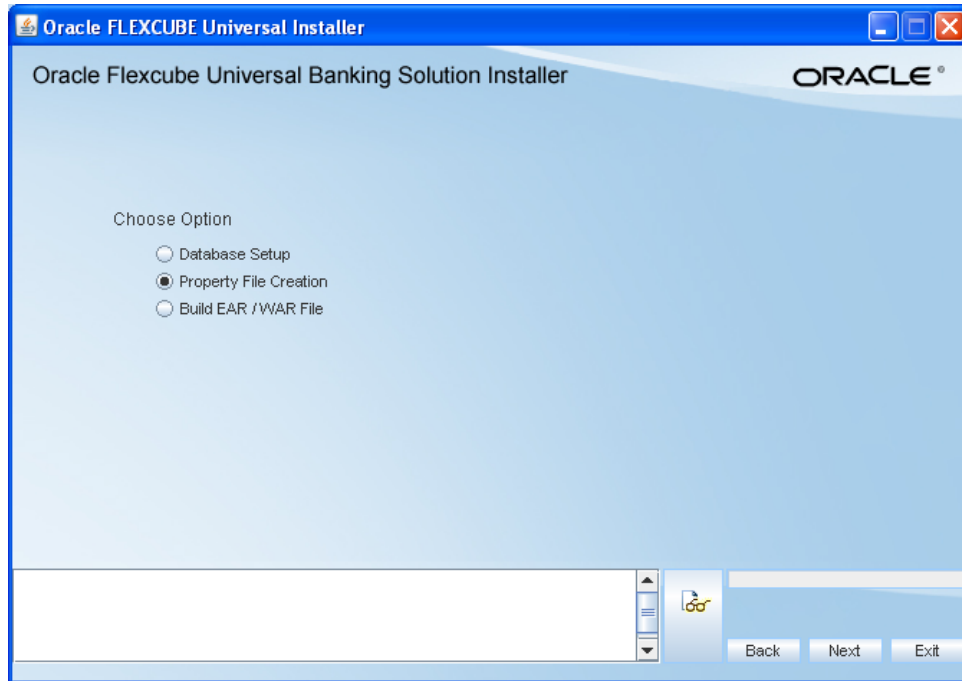 Oracle FLEXCUBE Universal Installer
Oracle Flexcube Universal Banking Solution Installer
ORACLE®
Choose Option
Database Setup
Property File Creation
Build EAR / WAR File
Back Next Exit